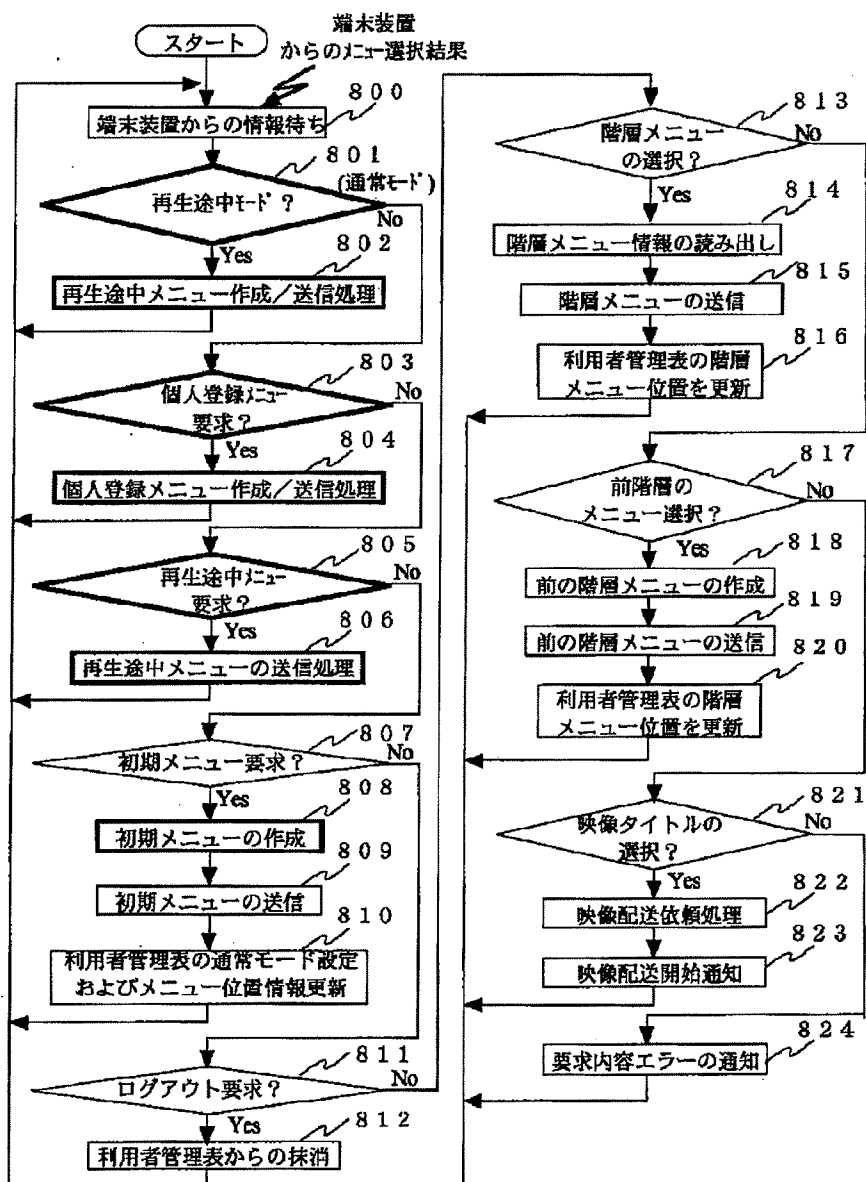 端末装置
からのメニュー選択結果
スタート
800
端末装置からの情報待ち
801
(通常モード)
再生途中モード?
No
Yes
802
再生途中メニュー作成/送信処理
803
個人登録メニュー
要求?
No
Yes
804
個人登録メニュー作成/送信処理
805
再生途中メニュー
要求?
No
Yes
806
再生途中メニューの送信処理
807
初期メニュー要求?
No
Yes
808
初期メニューの作成
809
初期メニューの送信
810
利用者管理表の通常モード設定
およびメニュー位置情報更新
811
ログアウト要求?
No
Yes
812
利用者管理表からの抹消
813
階層メニュー
の選択?
No
Yes
814
階層メニュー情報の読み出し
815
階層メニューの送信
816
利用者管理表の階層
メニュー位置を更新
817
前階層の
メニュー選択?
No
Yes
818
前の階層メニューの作成
819
前の階層メニューの送信
820
利用者管理表の階層
メニュー位置を更新
821
映像タイトルの
選択?
No
Yes
822
映像配送依頼処理
823
映像配送開始通知
824
要求内容エラーの通知